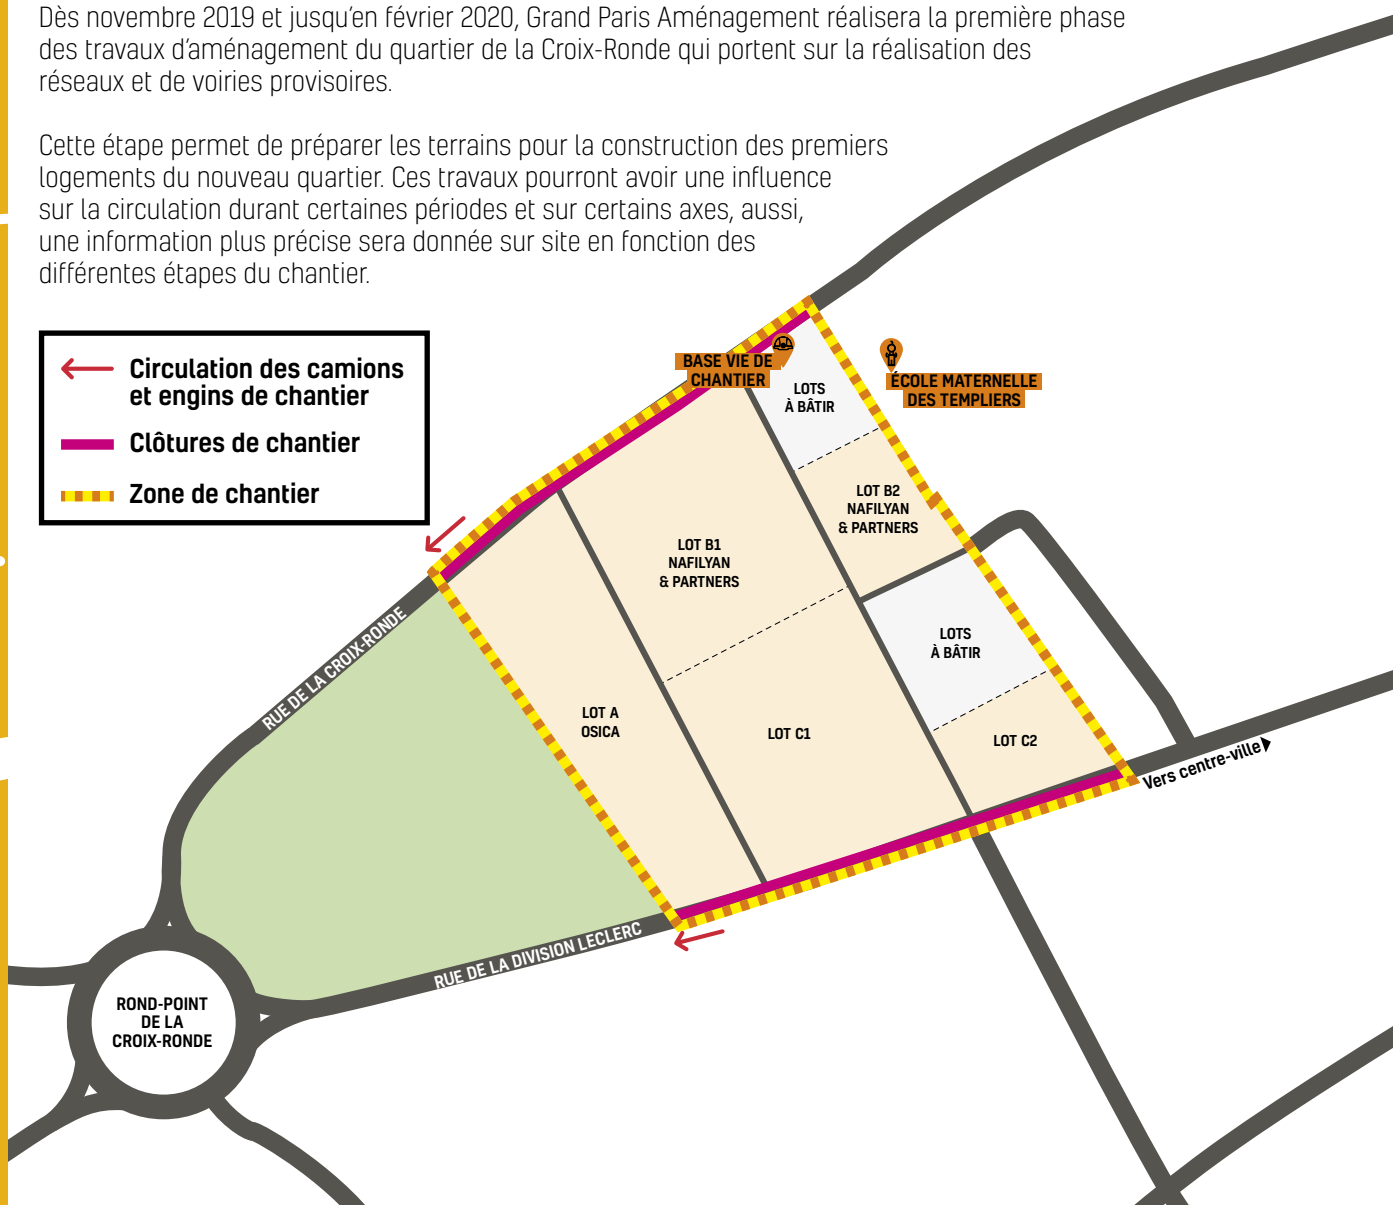 Dès novembre 2019 et jusqu'en février 2020, Grand Paris Aménagement réalisera la première phase
des travaux d'aménagement du quartier de la Croix-Ronde qui portent sur la réalisation des
réseaux et de voiries provisoires.
Cette étape permet de préparer les terrains pour la construction des premiers
logements du nouveau quartier. Ces travaux pourront avoir une influence
sur la circulation durant certaines périodes et sur certains axes, aussi,
une information plus précise sera donnée sur site en fonction des
différentes étapes du chantier.
Circulation des camions
et engins de chantier
Clôtures de chantier
Zone de chantier
BASE VIE DE
CHANTIER
ÉCOLE MATERNELLE
DES TEMPLIERS
LOTS
À BÂTIR
LOT B2
NAFILYAN
& PARTNERS
LOT B1
NAFILYAN
& PARTNERS
LOTS
À BÂTIR
LOT A
OSICA
LOT C1
LOT C2
RUE DE LA CROIX-RONDE
Vers centre-ville
RUE DE LA DIVISION LECLERC
ROND-POINT
DE LA
CROIX-RONDE